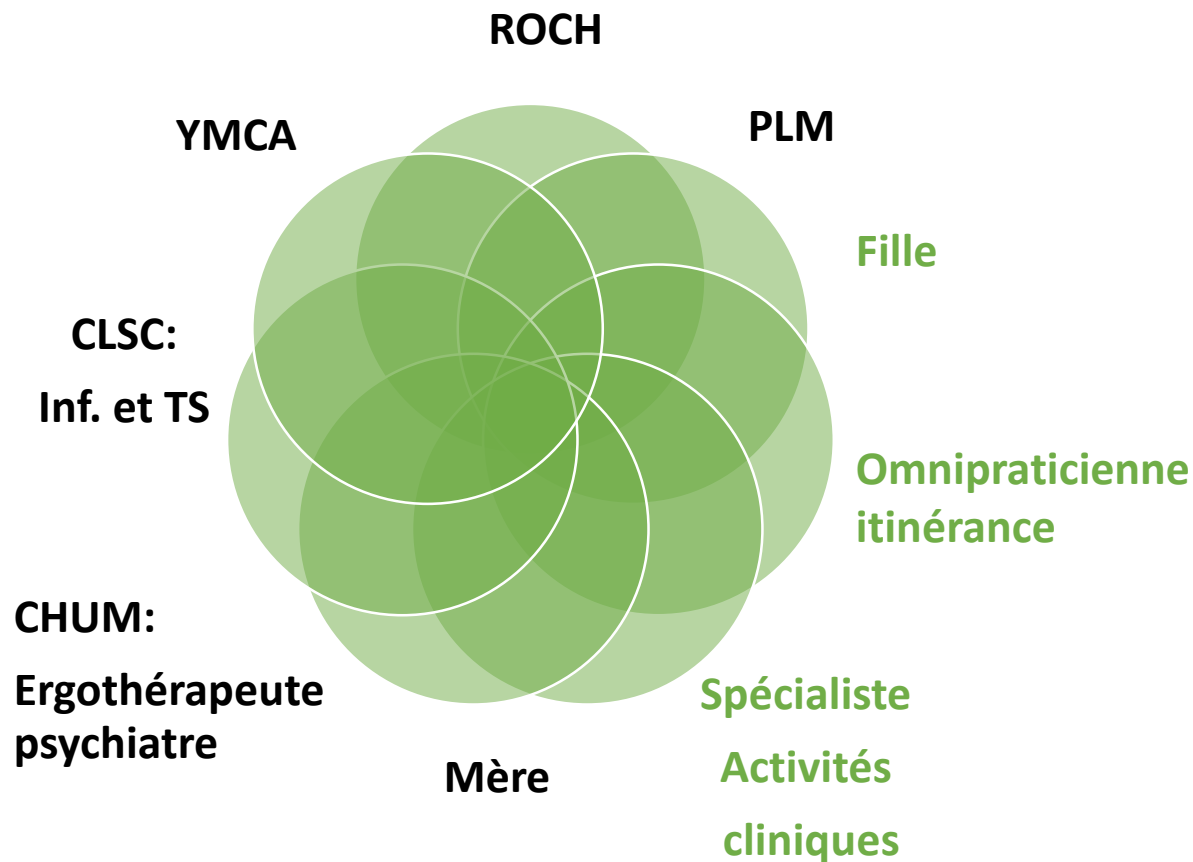 ROCH
YMCA
PLM
Fille
CLSC:
Inf. et TS
Omnipraticienne
itinérance
CHUM:
Ergothérapeute
psychiatre
Mère
Spécialiste
Activités
cliniques